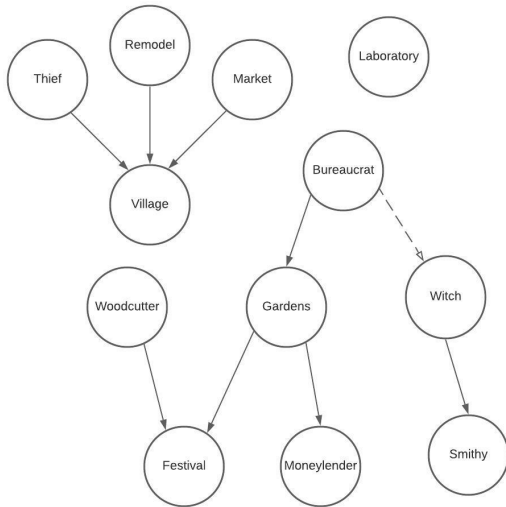 Remodel
Laboratory
Thief
Market
Bureaucrat
Village
Woodcutter
Gardens
Witch
Festival
Moneylender
Smithy